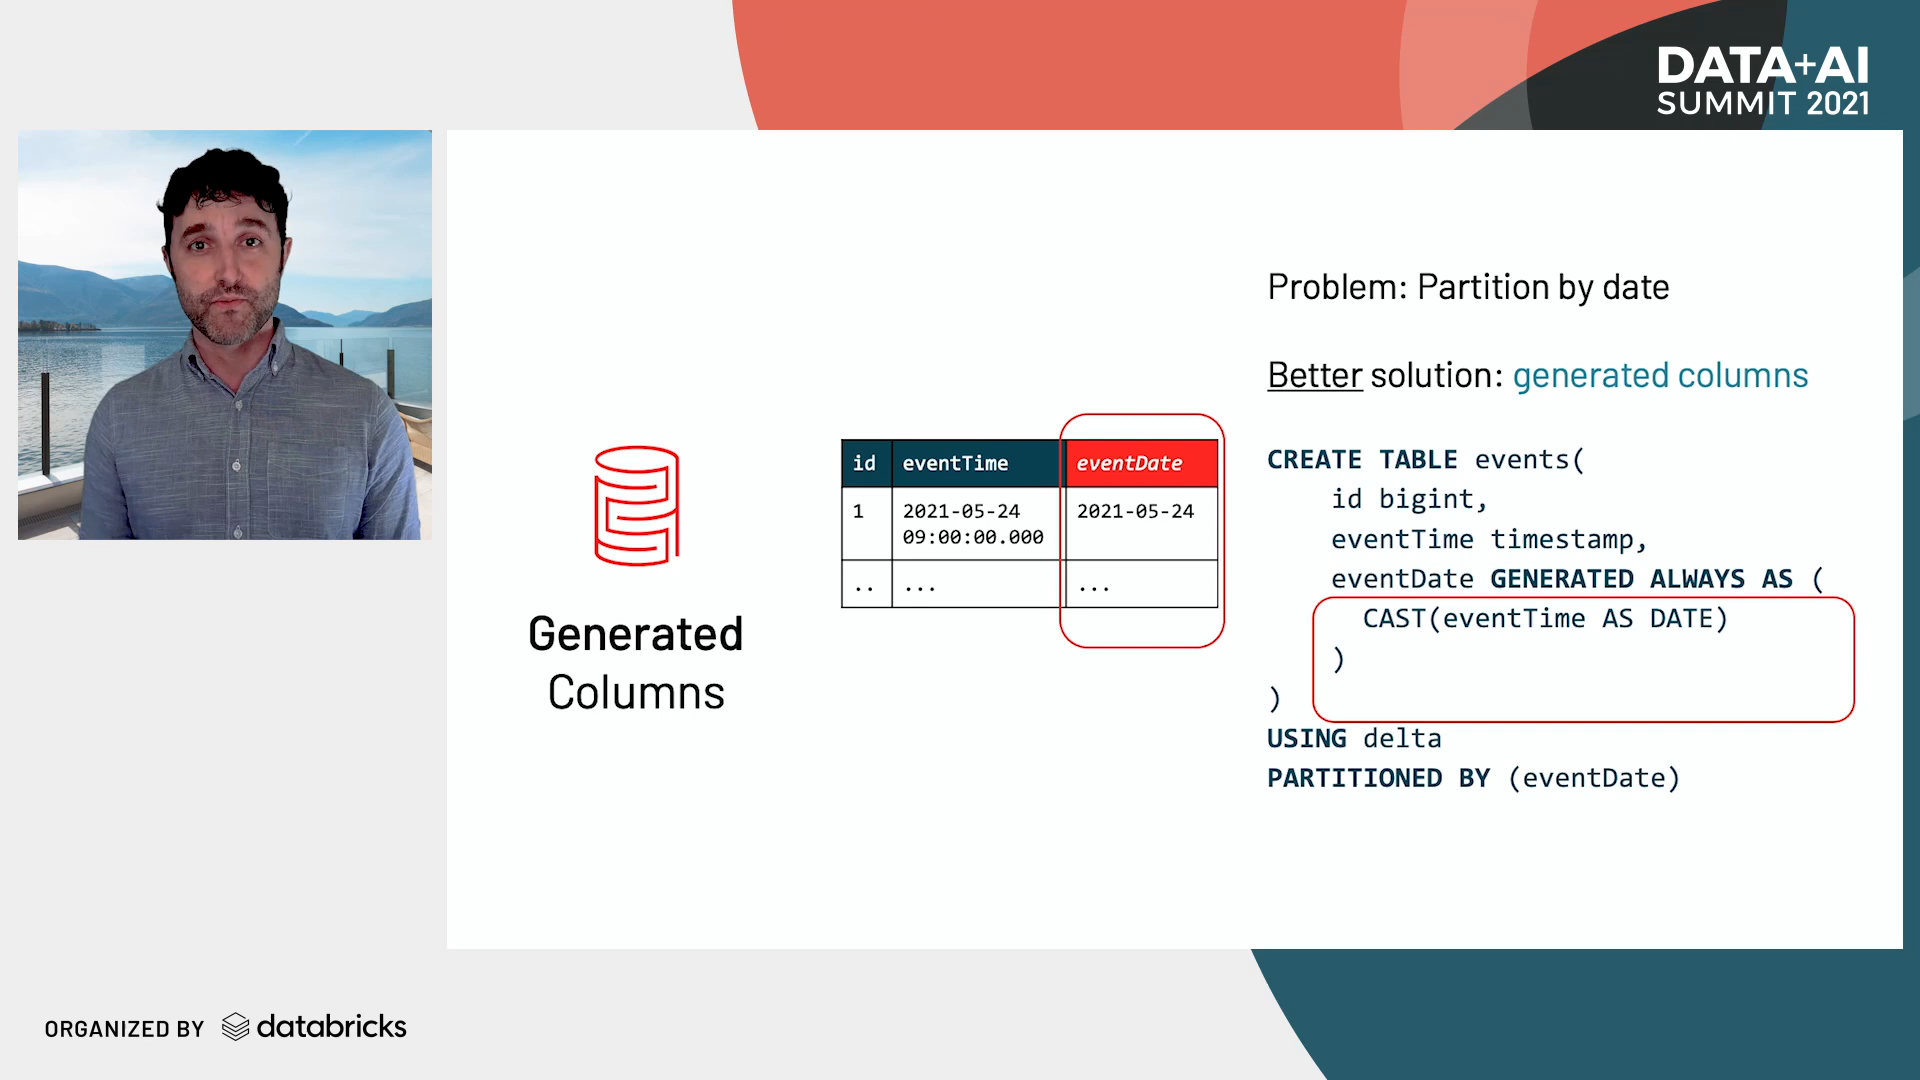 DATA+AI
SUMMIT 2021
Problem: Partition by date
Better solution: generated columns
id eventTime eventDate
1 2021-05-24 2021-05-24
09:00:00.000
.. ... ...
Generated
Columns
CREATE TABLE events(
id bigint,
eventTime timestamp,
eventDate GENERATED ALWAYS AS (
CAST(eventTime AS DATE)
)
)
USING delta
PARTITIONED BY (eventDate)
ORGANIZED BY databricks